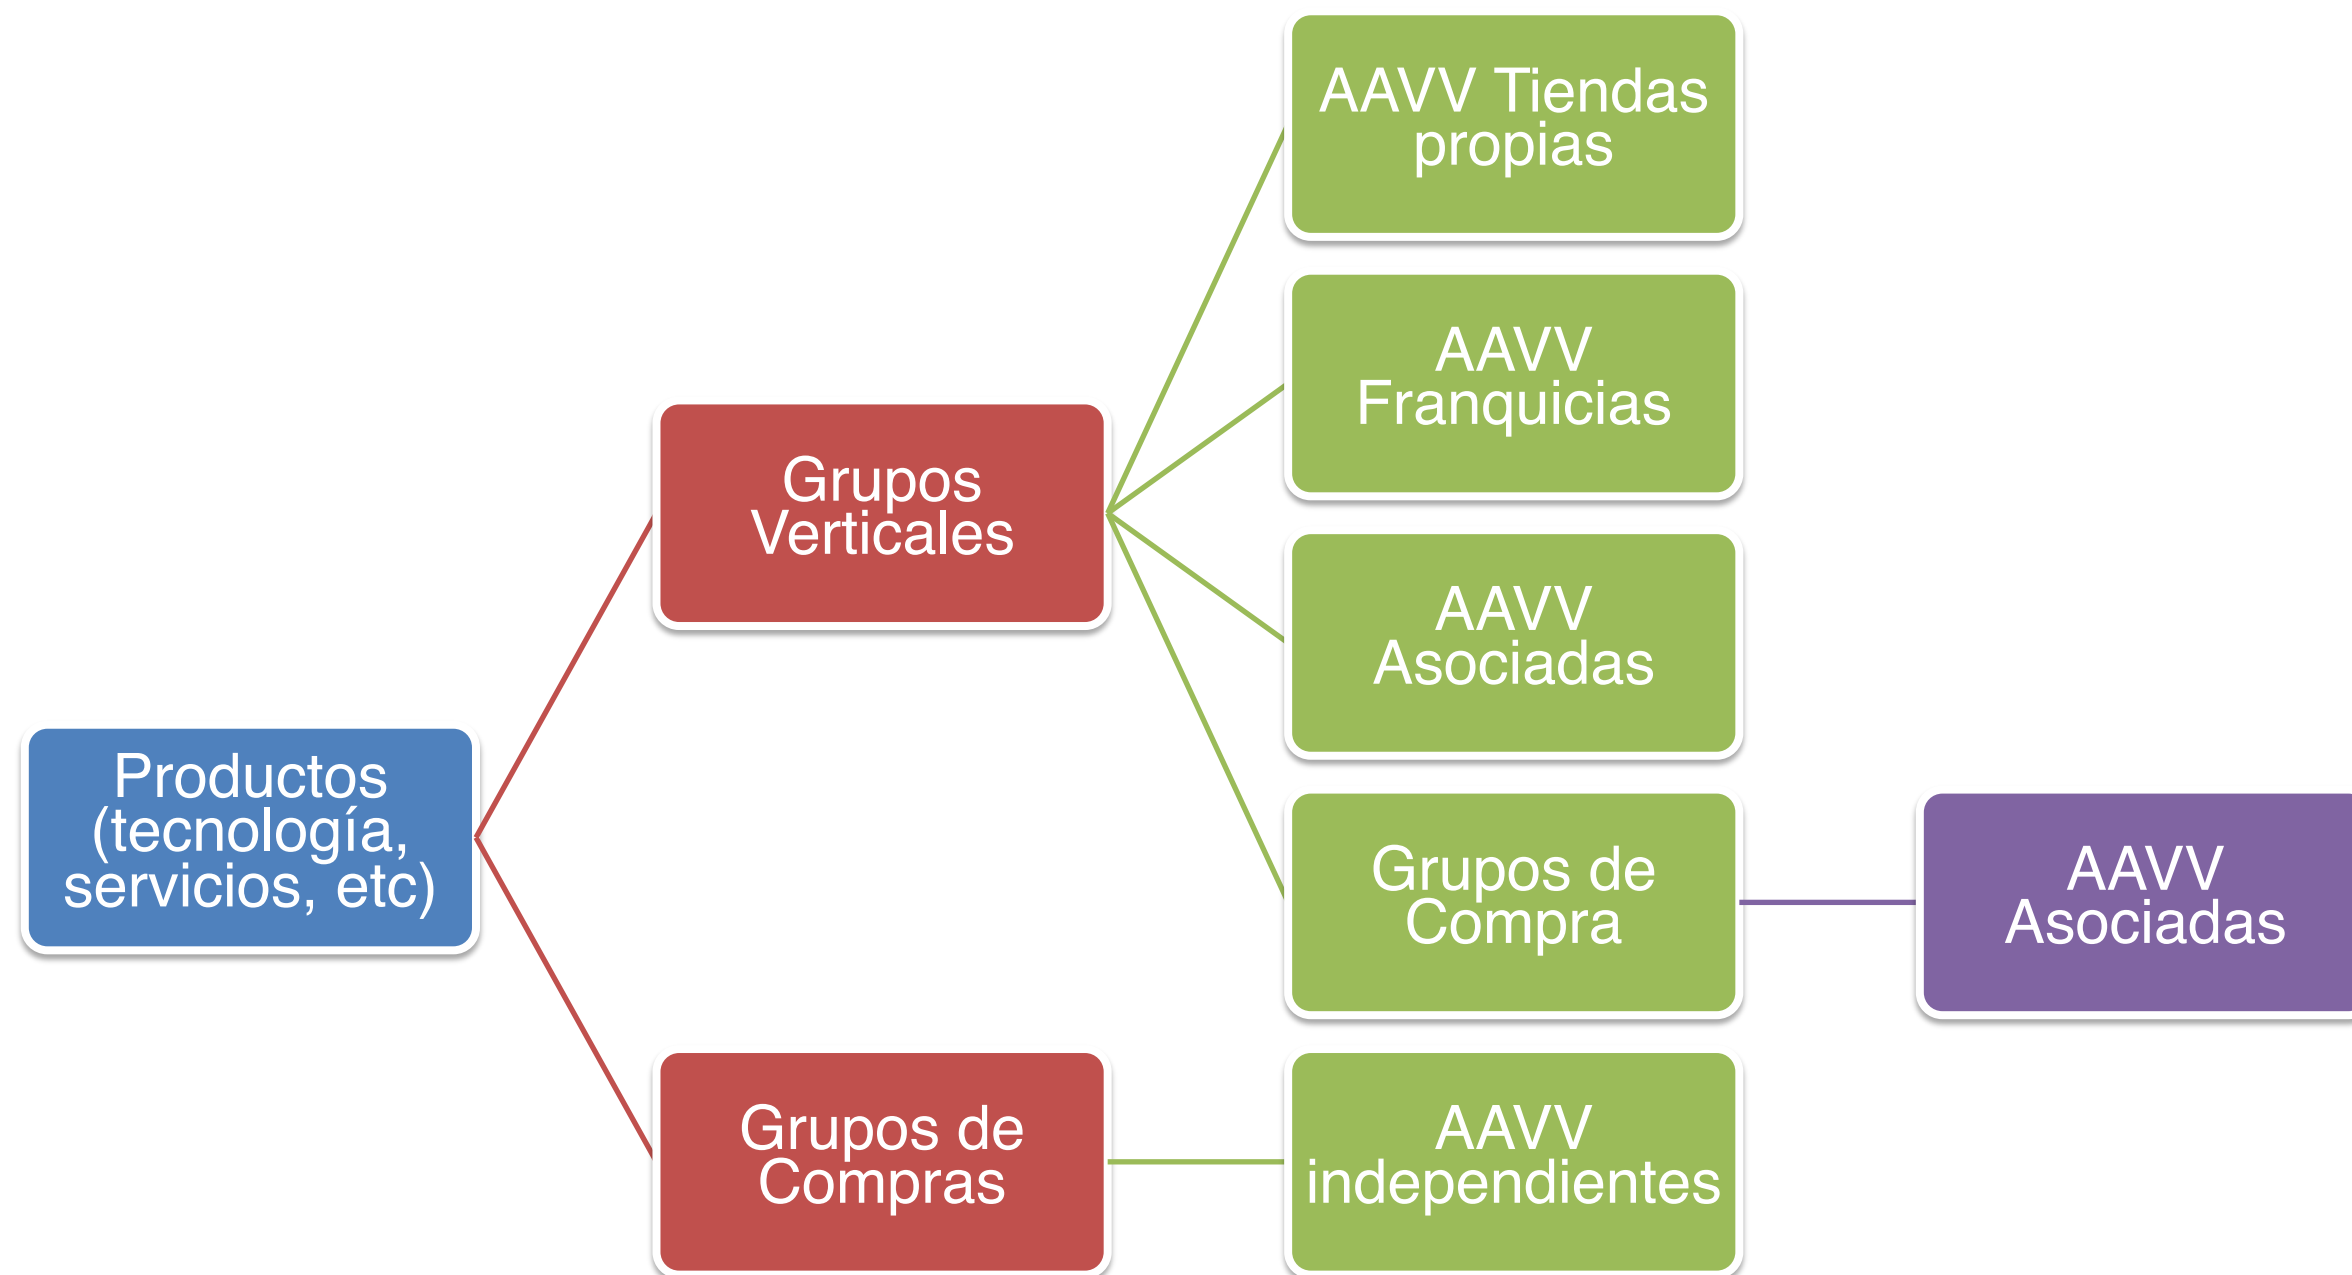 AAVV Tiendas
propias
AAVV
Franquicias
Grupos
Verticales
AAVV
Asociadas
Productos
(tecnología,
servicios, etc)
Grupos de
Compra
AAVV
Asociadas
Grupos de
Compras
AAVV
independientes